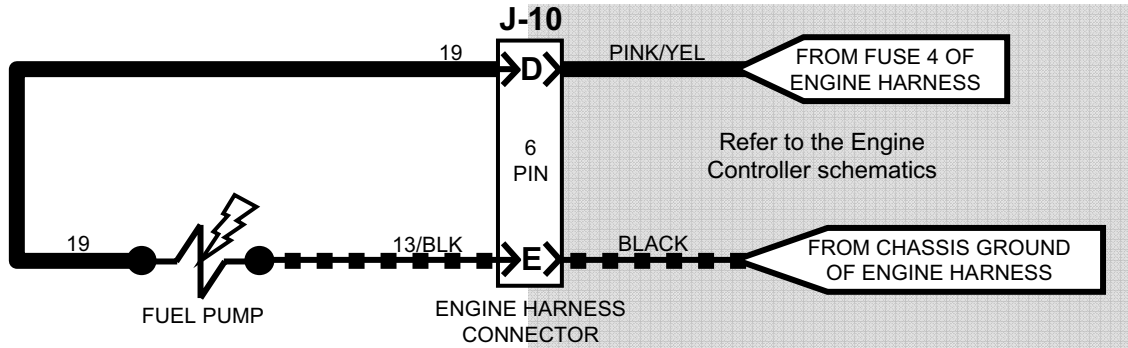 J-10
19
D
PINK/YEL
FROM FUSE 4 OF
ENGINE HARNESS
6
PIN
Refer to the Engine
Controller schematics
19
13/BLK
E
BLACK
FROM CHASSIS GROUND
OF ENGINE HARNESS
FUEL PUMP
ENGINE HARNESS
CONNECTOR